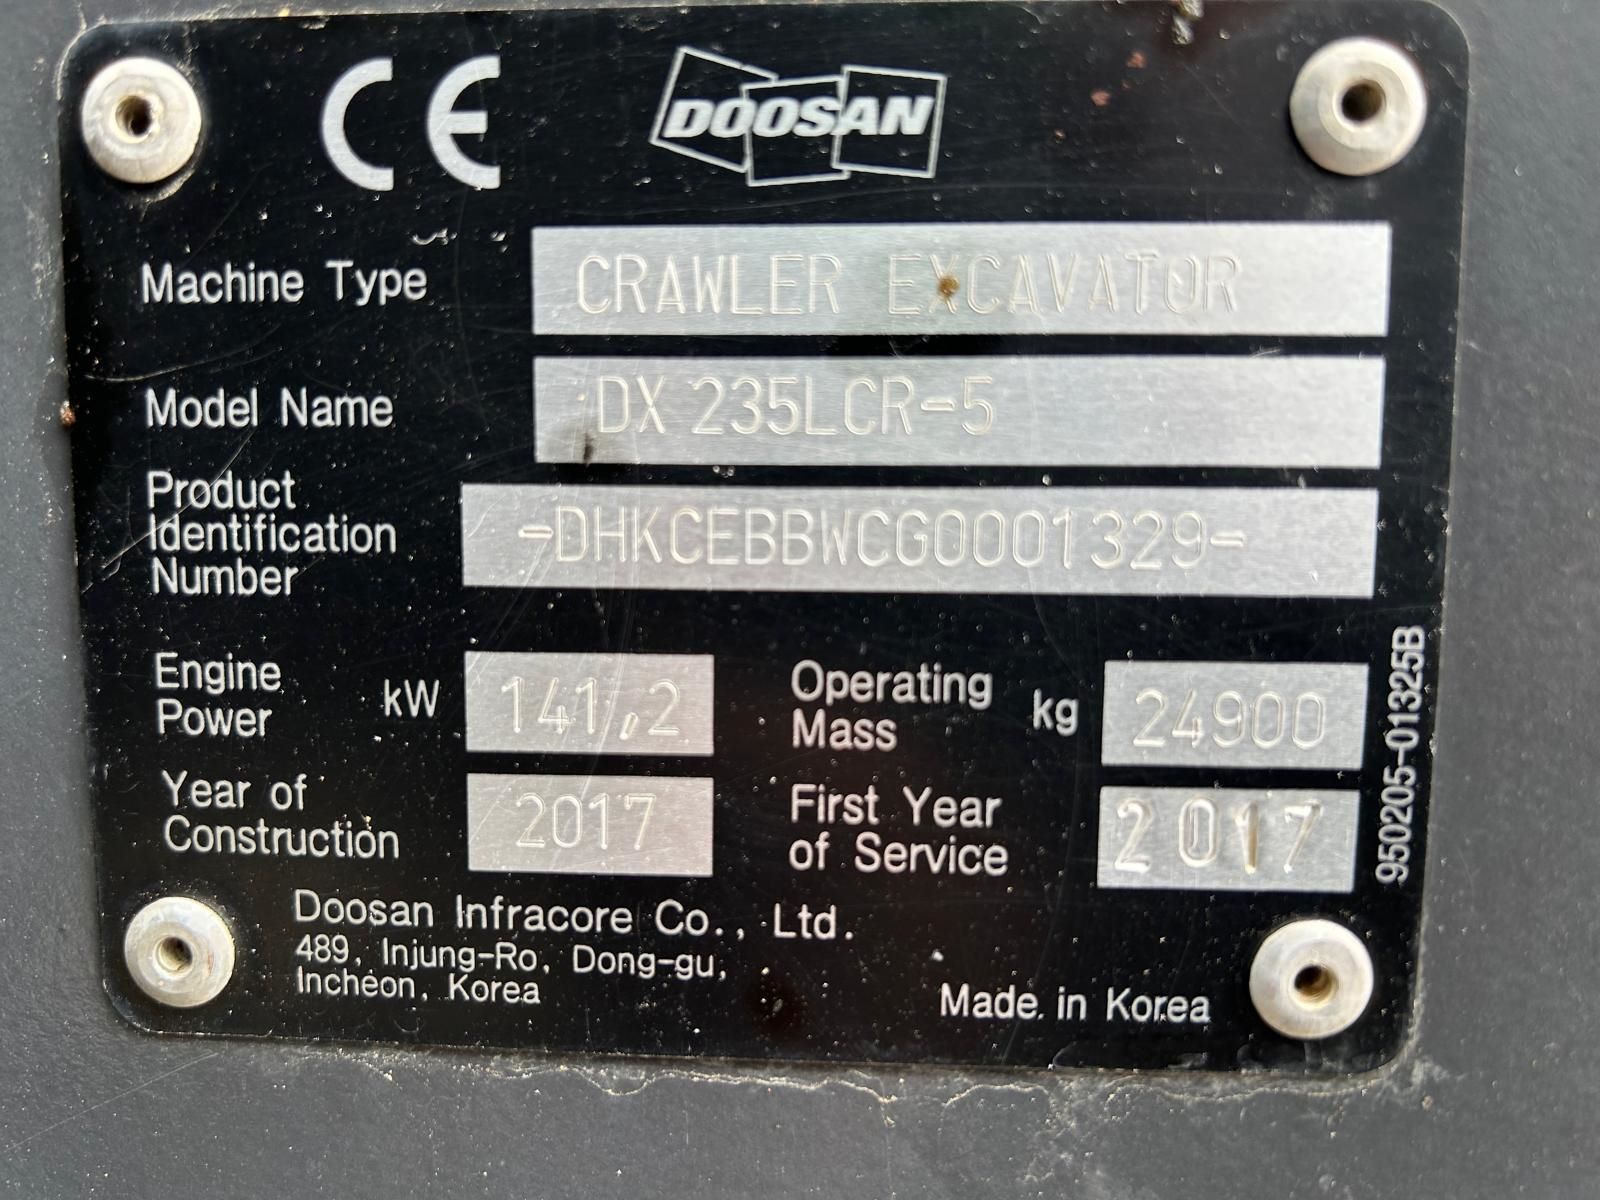 CE DOOSAN
Machine Type CRAWLER EXCAVATOR
Model Name DX 235LCR-5
Product
Identification
Number
-DHKCEBBWCG0001329-
Engine
Power
kW 141,2
Operating
Mass
kg 24900
Year of
Construction
2017
First Year
of Service
2017
Doosan Infracore Co., Ltd.
489, Injung-Ro, Dong-gu,
Incheon, Korea
Made in Korea
950205-01325B